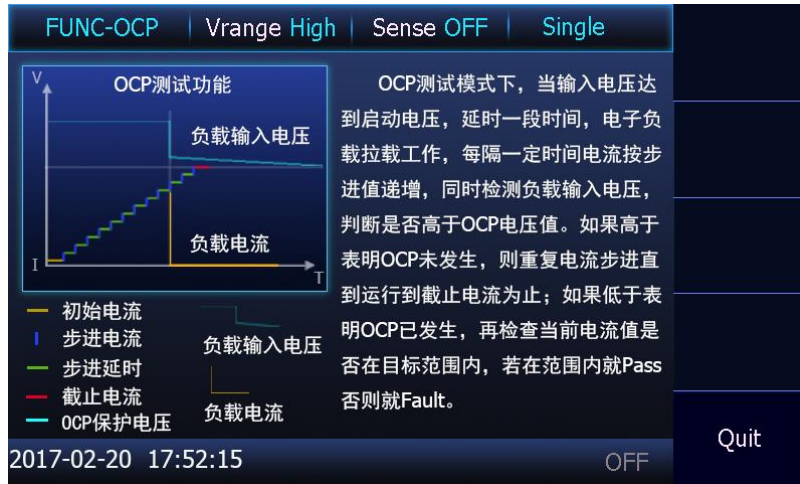 FUNC-OCP Vrange High Sense OFF Single
V
OCP测试功能
负载输入电压
负载电流
I
T
初始电流
步进电流
步进延时
截止电流
OCP保护电压
负载输入电压
负载电流
OCP测试模式下，当输入电压达
到启动电压，延时一段时间，电子负
载拉载工作，每隔一定时间电流按步
进值递增，同时检测负载输入电压，
判断是否高于OCP电压值。如果高于
表明OCP未发生，则重复电流步进直
到运行到截止电流为止；如果低于表
明OCP已发生，再检查当前电流值是
否在目标范围内，若在范围内就Pass
否则就Fault。
Quit
2017-02-20 17:52:15 OFF